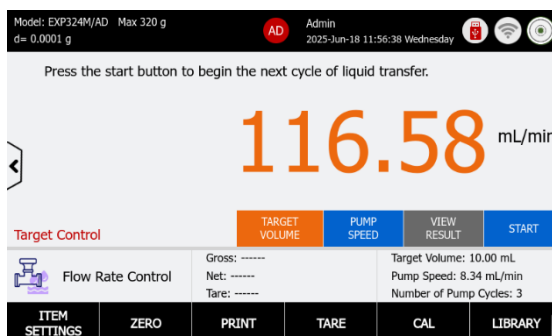 Model: EXP324M/AD Max 320 g
d= 0.0001 g
AD
Admin
2025-Jun-18 11:56:38 Wednesday
Press the start button to begin the next cycle of liquid transfer.
116.58 mL/min
Target Control
TARGET
VOLUME
PUMP
SPEED
VIEW
RESULT
START
Flow Rate Control
Gross: ------
Net: ------
Tare: ------
Target Volume: 10.00 mL
Pump Speed: 8.34 mL/min
Number of Pump Cycles: 3
ITEM
SETTINGS
ZERO
PRINT
TARE
CAL
LIBRARY